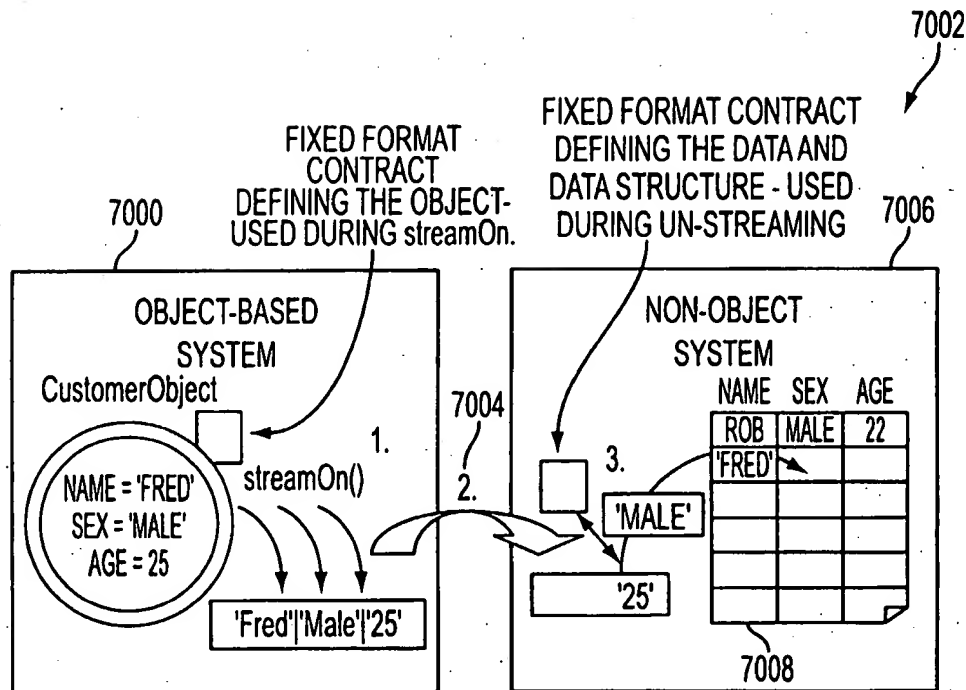 7002
FIXED FORMAT
CONTRACT
DEFINING THE OBJECT-
USED DURING streamOn.
FIXED FORMAT CONTRACT
DEFINING THE DATA AND
DATA STRUCTURE - USED
DURING UN-STREAMING
7000
7006
OBJECT-BASED
SYSTEM
CustomerObject
1.
NAME = 'FRED'
SEX = 'MALE'
AGE = 25
streamOn()
'Fred'|'Male'|'25'
7004
2.
NON-OBJECT
SYSTEM
NAME SEX AGE
ROB MALE 22
'FRED'
3.
'MALE'
'25'
7008